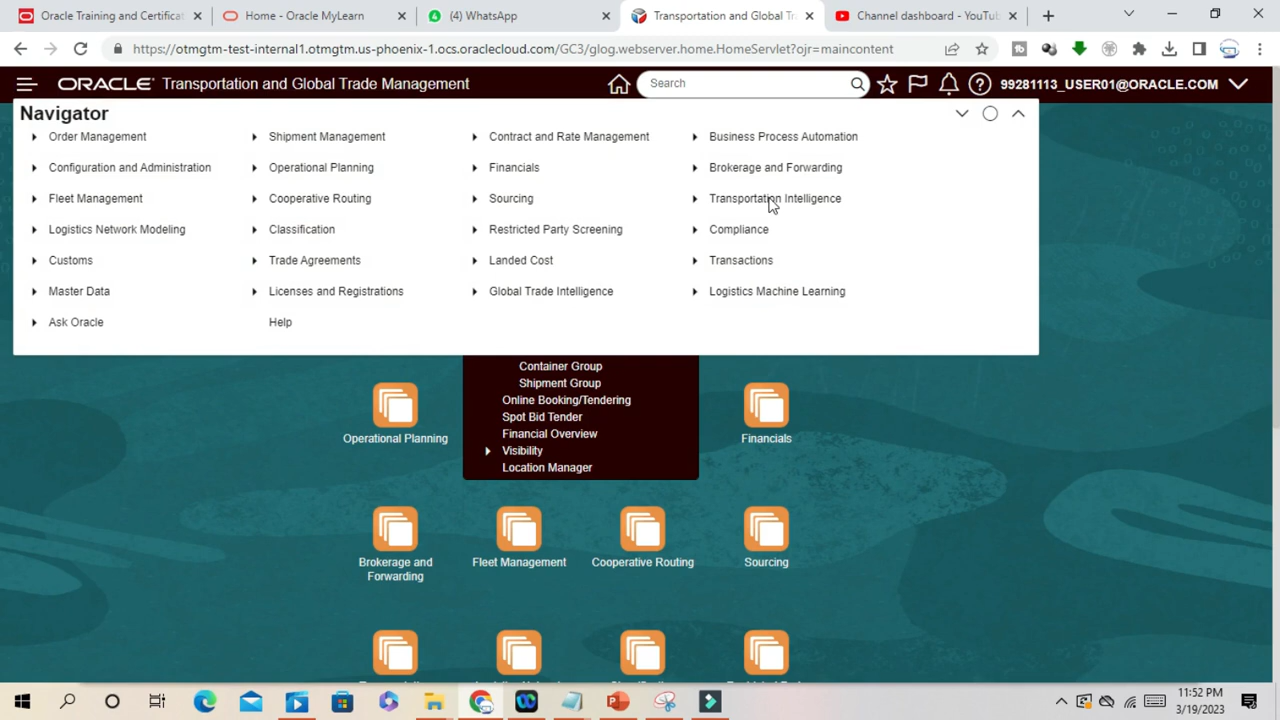 Oracle Training and Certifica
Home - Oracle MyLearn
(4) WhatsApp
Transportation and Global Tr
Channel dashboard - YouTub
https://otmgtm-test-internal1.otmgtm.us-phoenix-1.ocs.oraclecloud.com/GC3/glog.webserver.home.HomeServlet?ojr=maincontent
ORACLE Transportation and Global Trade Management
Search
99281113_USER01@ORACLE.COM
Navigator
Order Management
Shipment Management
Contract and Rate Management
Business Process Automation
Configuration and Administration
Operational Planning
Financials
Brokerage and Forwarding
Fleet Management
Cooperative Routing
Sourcing
Transportation Intelligence
Logistics Network Modeling
Classification
Restricted Party Screening
Compliance
Customs
Trade Agreements
Landed Cost
Transactions
Master Data
Licenses and Registrations
Global Trade Intelligence
Logistics Machine Learning
Ask Oracle
Help
Container Group
Shipment Group
Online Booking/Tendering
Spot Bid Tender
Financial Overview
Visibility
Location Manager
Operational Planning
Financials
Brokerage and
Forwarding
Fleet Management
Cooperative Routing
Sourcing
11:52 PM
3/19/2023